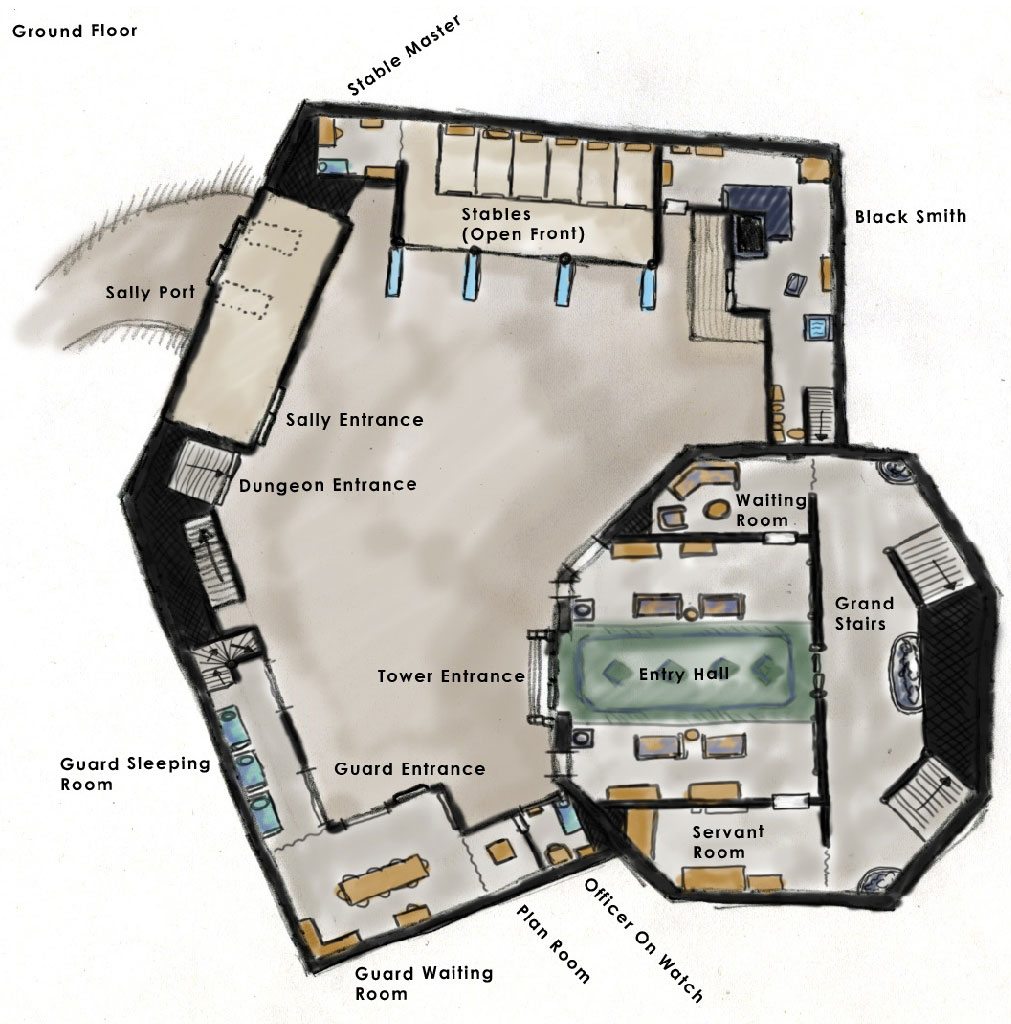 Ground Floor
Stable Master
Stables
(Open Front)
Black Smith
Sally Port
Sally Entrance
Dungeon Entrance
Waiting
Room
Grand
Stairs
Tower Entrance
Entry Hall
Guard Sleeping
Room
Guard Entrance
Servant
Room
Officer On Watch
Plan Room
Guard Waiting
Room